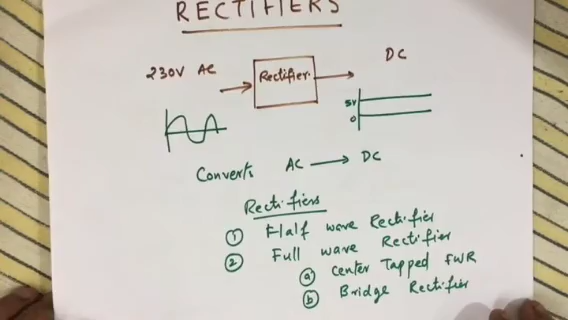 RECTIFIERS
230V AC
Rectifier
DC
5V
0
Converts AC → DC
Rectifiers
① Half wave Rectifier
② Full wave Rectifier
ⓐ Center Tapped FWR
ⓑ Bridge Rectifier